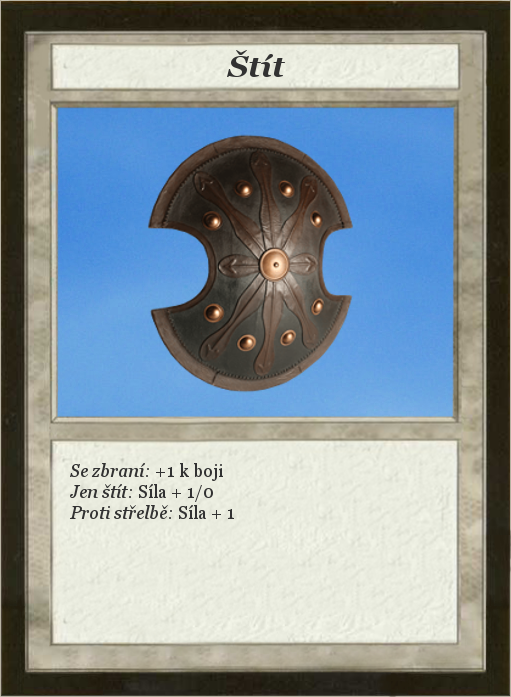 Štít
Se zbraní: +1 k boji
Jen štít: Síla + 1/0
Proti střelbě: Síla + 1